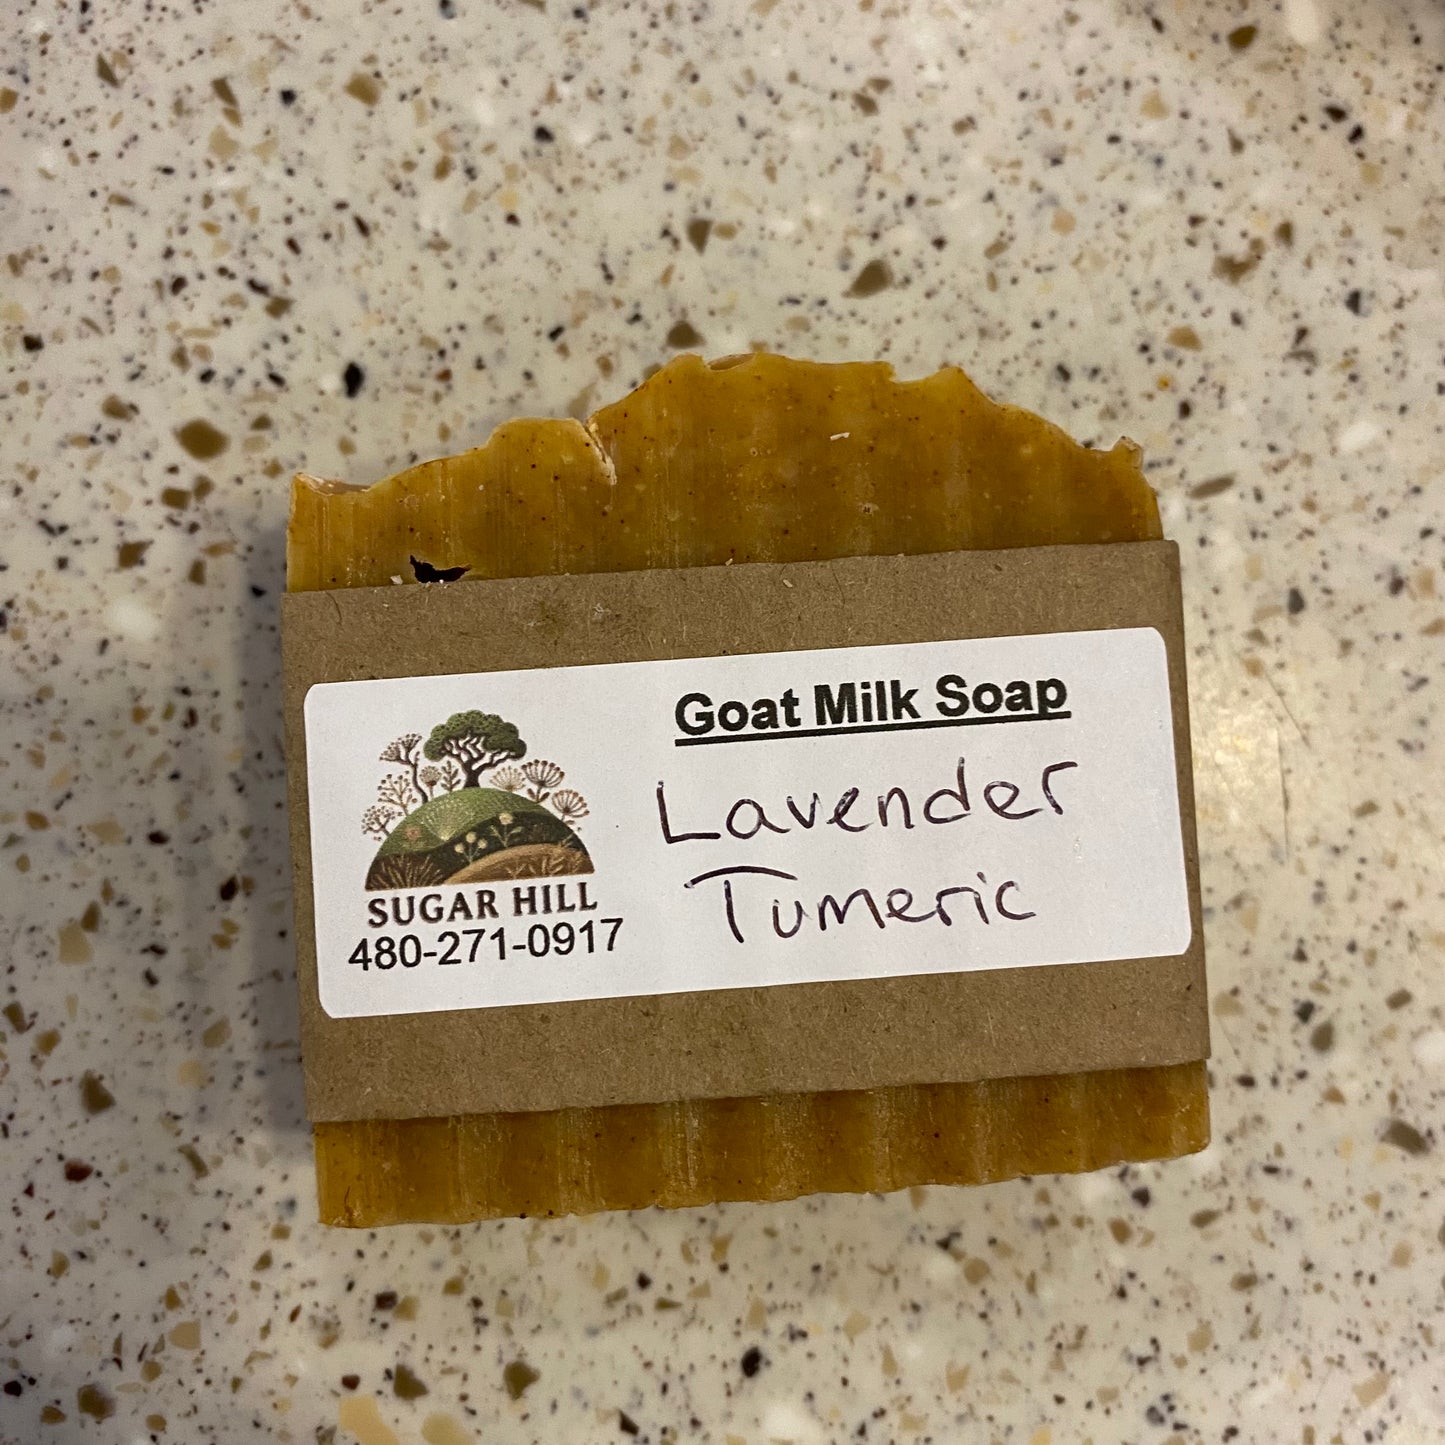 Goat Milk Soap
Lavender
Tumeric
SUGAR HILL
480-271-0917